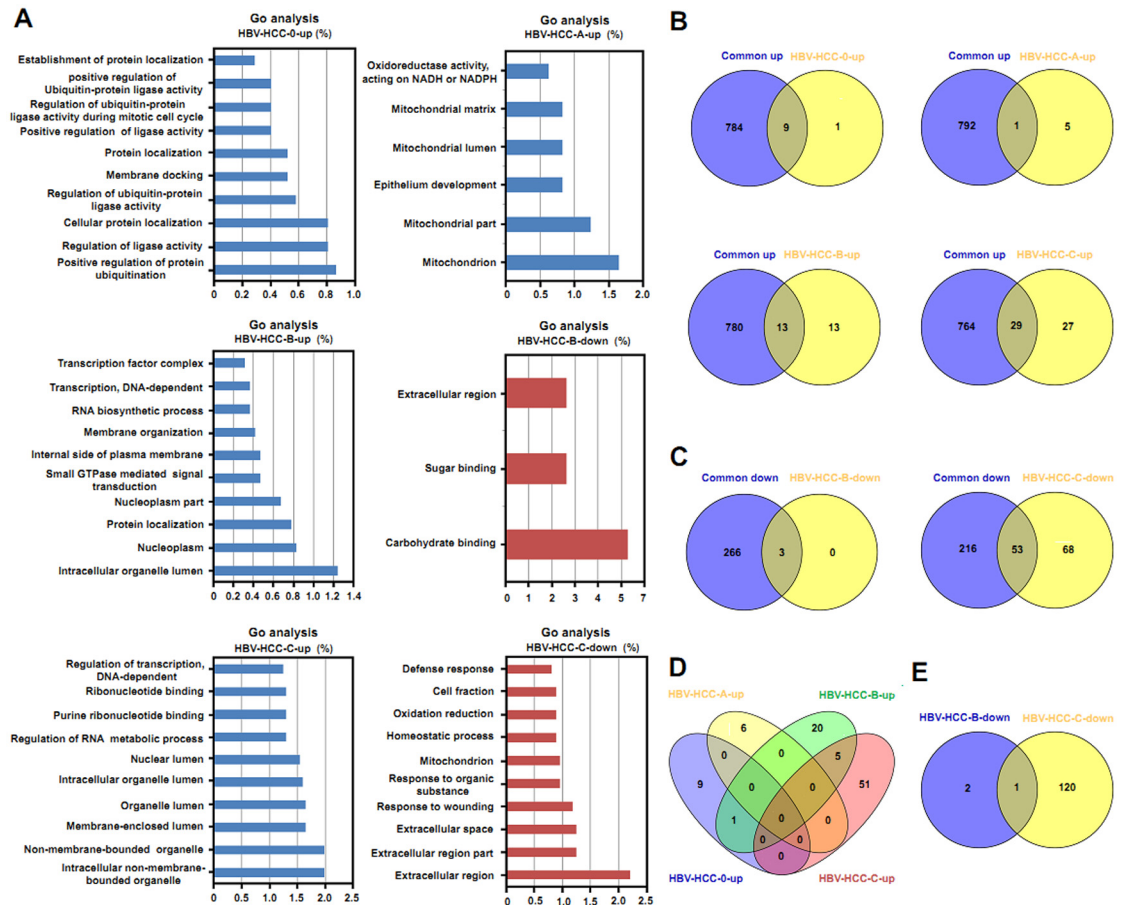 A
Go analysis
HBV-HCC-0-up (%)
Establishment of protein localization
positive regulation of
Ubiquitin-protein ligase activity
Regulation of ubiquitin-protein
ligase activity during mitotic cell cycle
Positive regulation of ligase activity
Protein localization
Membrane docking
Regulation of ubiquitin-protein
ligase activity
Cellular protein localization
Regulation of ligase activity
Positive regulation of protein
ubiquitination
0.0 0.2 0.4 0.6 0.8 1.0
Go analysis
HBV-HCC-A-up (%)
Oxidoreductase activity,
acting on NADH or NADPH
Mitochondrial matrix
Mitochondrial lumen
Epithelium development
Mitochondrial part
Mitochondrion
0.0 0.5 1.0 1.5 2.0
Go analysis
HBV-HCC-B-up (%)
Transcription factor complex
Transcription, DNA-dependent
RNA biosynthetic process
Membrane organization
Internal side of plasma membrane
Small GTPase mediated signal
transduction
Nucleoplasm part
Protein localization
Nucleoplasm
Intracellular organelle lumen
0.0 0.2 0.4 0.6 0.8 1.0 1.2 1.4
Go analysis
HBV-HCC-B-down (%)
Extracellular region
Sugar binding
Carbohydrate binding
0 1 2 3 4 5 6 7
Go analysis
HBV-HCC-C-up (%)
Regulation of transcription,
DNA-dependent
Ribonucleotide binding
Purine ribonucleotide binding
Regulation of RNA metabolic process
Nuclear lumen
Intracellular organelle lumen
Organelle lumen
Membrane-enclosed lumen
Non-membrane-bounded organelle
Intracellular non-membrane-
bounded organelle
0.0 0.5 1.0 1.5 2.0 2.5
Go analysis
HBV-HCC-C-down (%)
Defense response
Cell fraction
Oxidation reduction
Homeostatic process
Mitochondrion
Response to organic
substance
Response to wounding
Extracellular space
Extracellular region part
Extracellular region
0.0 0.5 1.0 1.5 2.0 2.5
B
Common up HBV-HCC-0-up
784 9 1
Common up HBV-HCC-A-up
792 1 5
Common up HBV-HCC-B-up
780 13 13
Common up HBV-HCC-C-up
764 29 27
C
Common down HBV-HCC-B-down
266 3 0
Common down HBV-HCC-C-down
216 53 68
D
HBV-HCC-A-up HBV-HCC-B-up
6 20
0 0 5
9 0 0 51
1 0 0
0 0
0
HBV-HCC-0-up HBV-HCC-C-up
E
HBV-HCC-B-down HBV-HCC-C-down
2 1 120